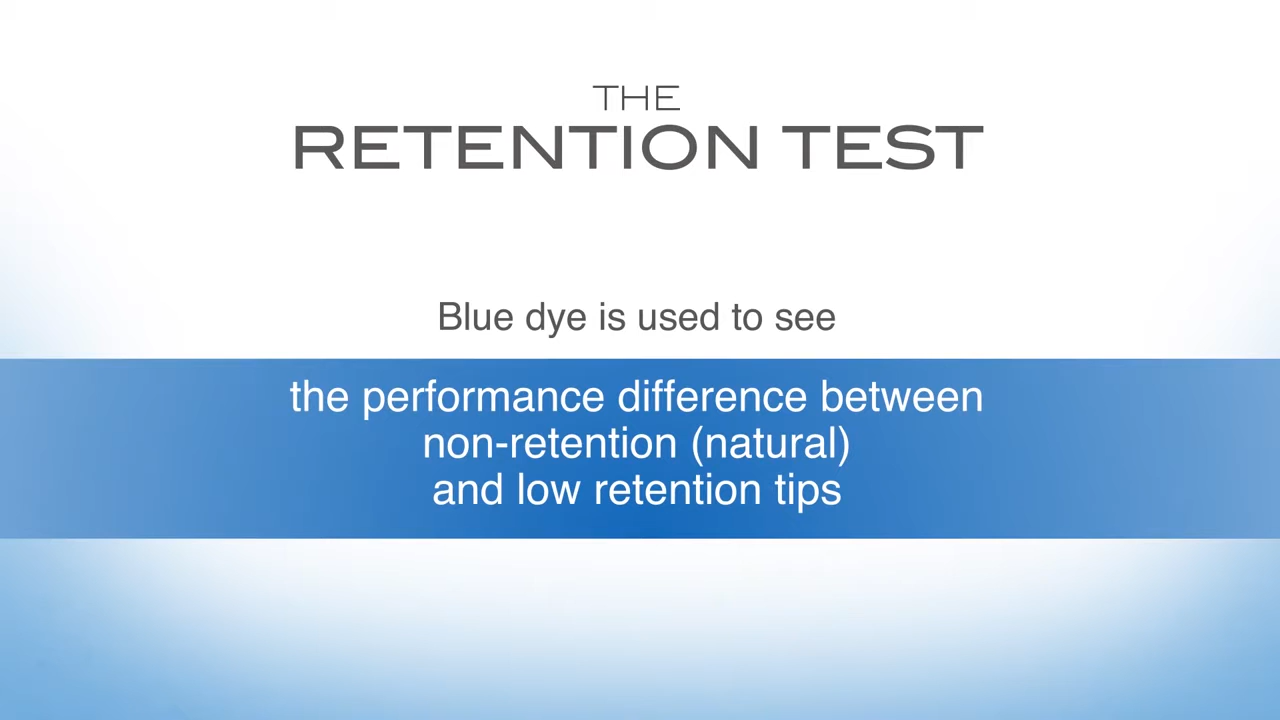 THE
RETENTION TEST
Blue dye is used to see
the performance difference between
non-retention (natural)
and low retention tips